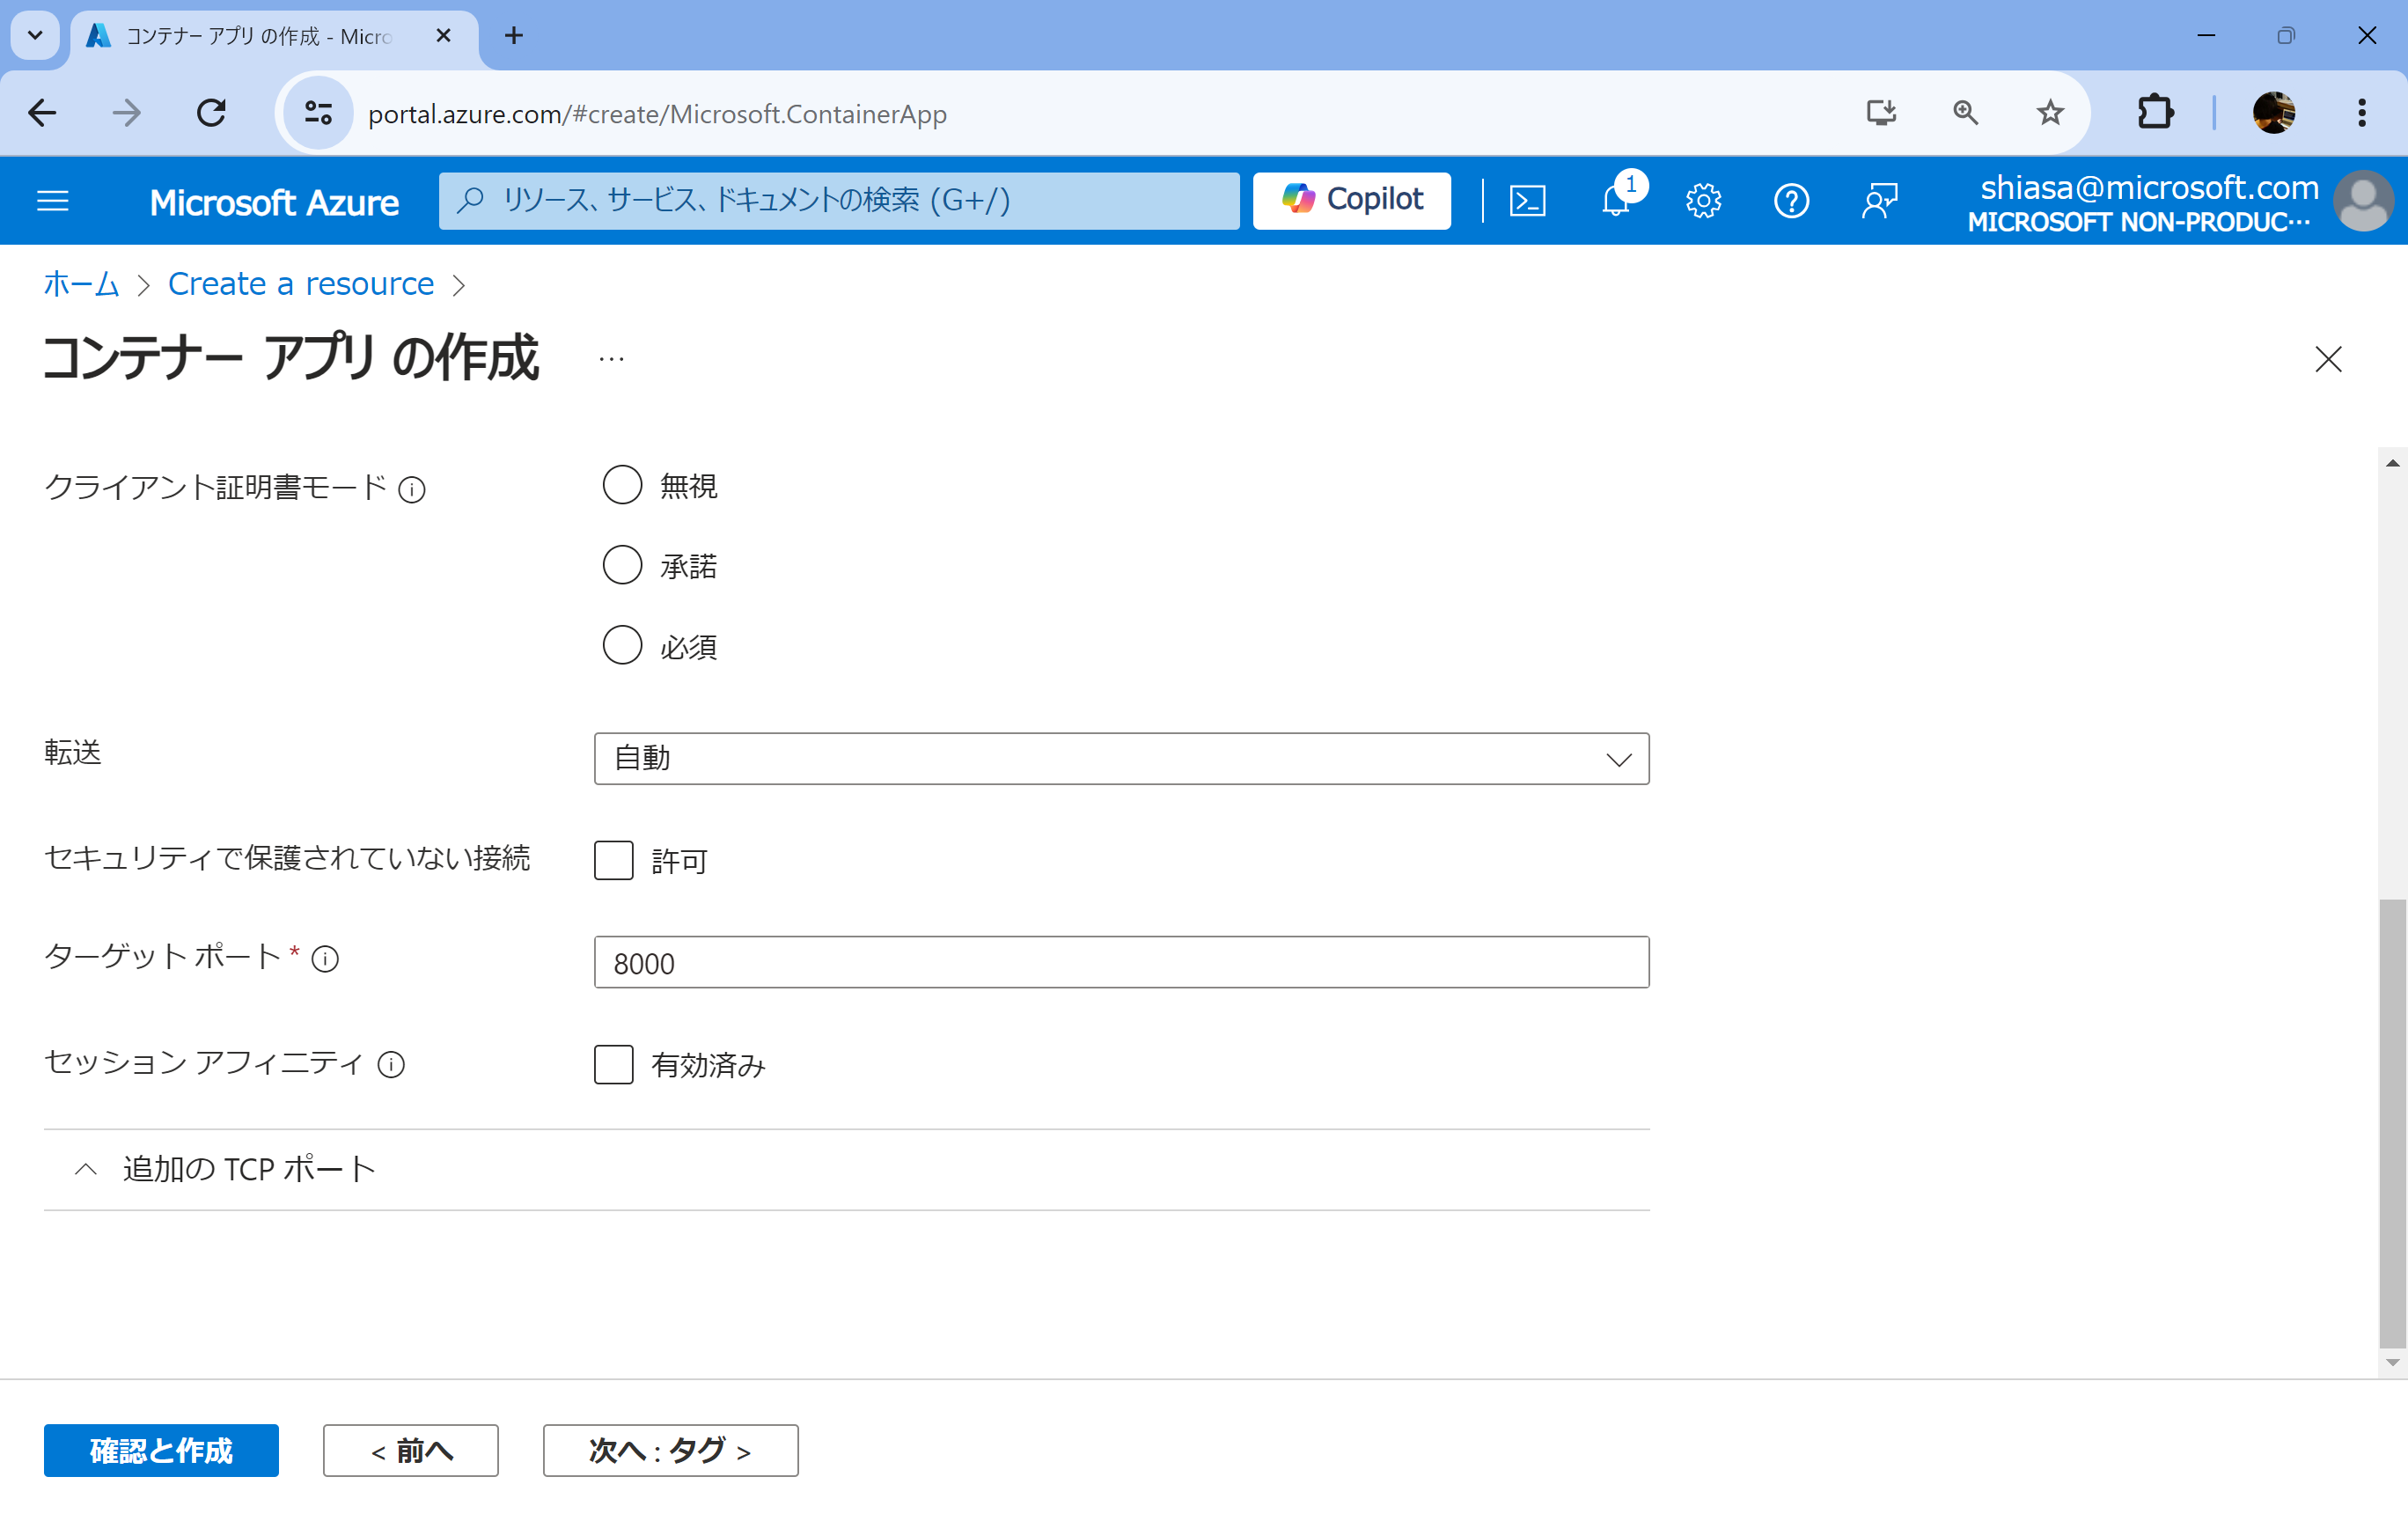 コンテナー アプリ の作成 - Micro
portal.azure.com/#create/Microsoft.ContainerApp
Microsoft Azure
リソース、サービス、ドキュメントの検索 (G+/)
Copilot
1
shiasa@microsoft.com
MICROSOFT NON-PRODUC...
ホーム > Create a resource >
コンテナー アプリ の作成 ...
クライアント証明書モード
無視
承諾
必須
転送
自動
セキュリティで保護されていない接続
許可
ターゲット ポート *
8000
セッション アフィニティ
有効済み
追加の TCP ポート
確認と作成
< 前へ
次へ : タグ >